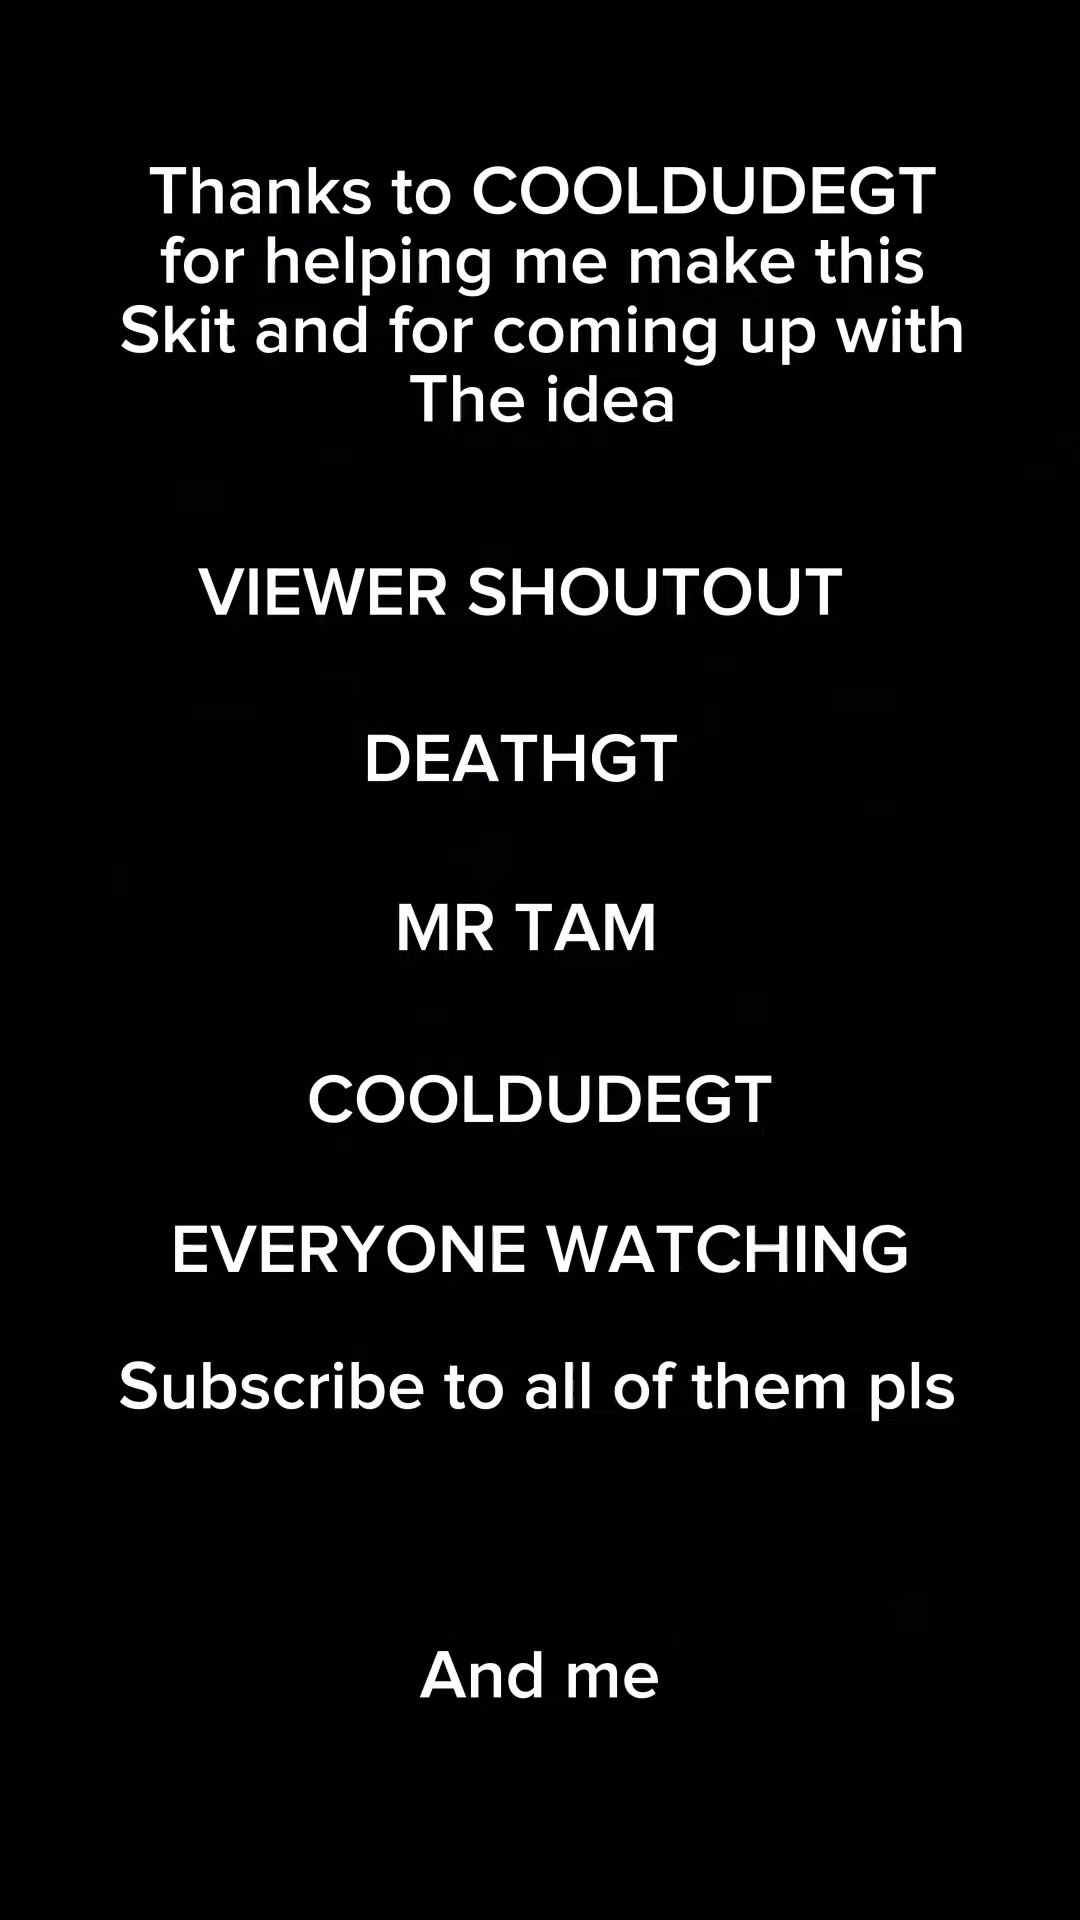 Thanks to COOLDUDEGT
for helping me make this
Skit and for coming up with
The idea
VIEWER SHOUTOUT
DEATHGT
MR TAM
COOLDUDEGT
EVERYONE WATCHING
Subscribe to all of them pls
And me